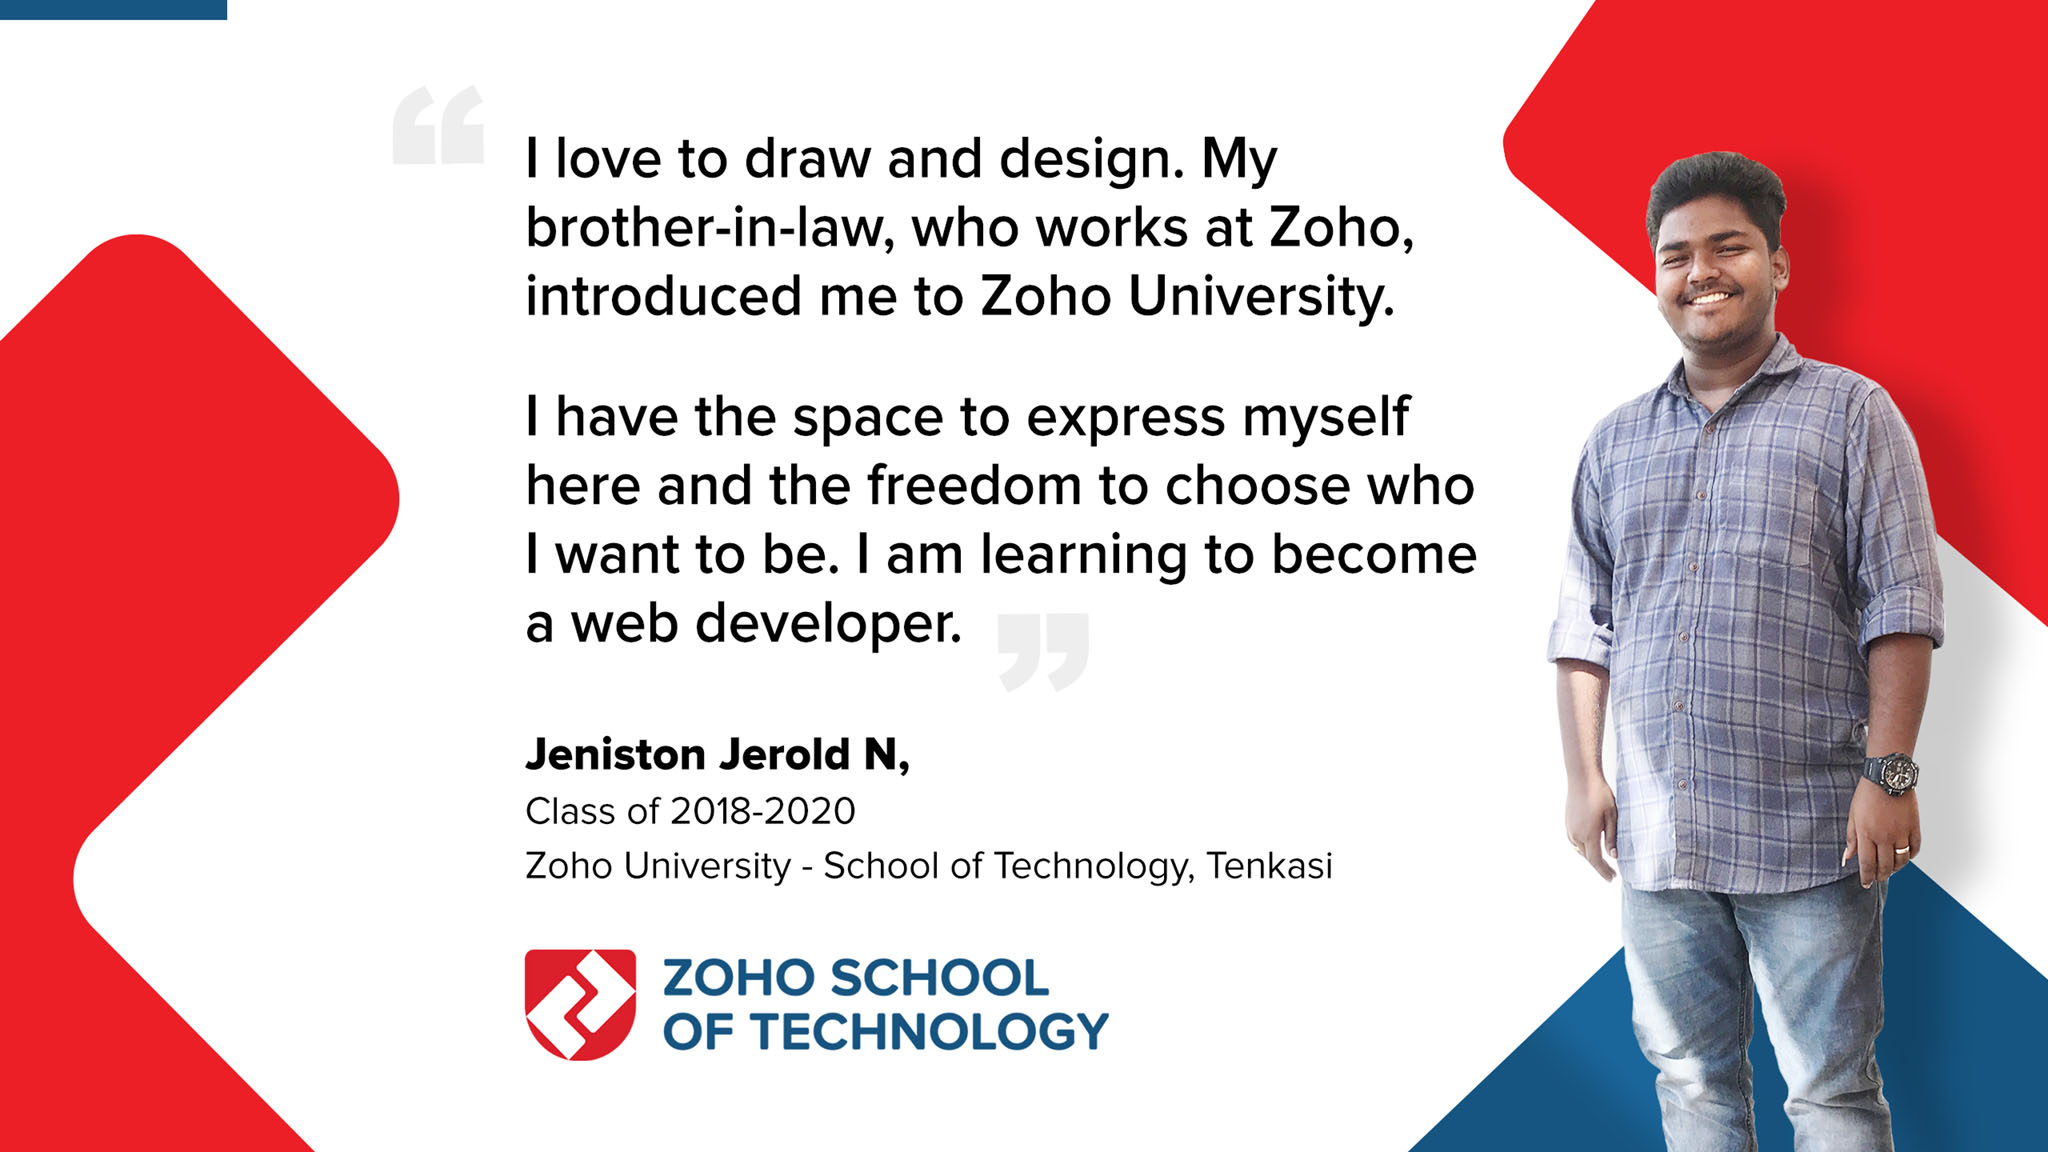 “
I love to draw and design. My
brother-in-law, who works at Zoho,
introduced me to Zoho University.
I have the space to express myself
here and the freedom to choose who
I want to be. I am learning to become
a web developer. ”
Jeniston Jerold N,
Class of 2018-2020
Zoho University - School of Technology, Tenkasi
ZOHO SCHOOL
OF TECHNOLOGY